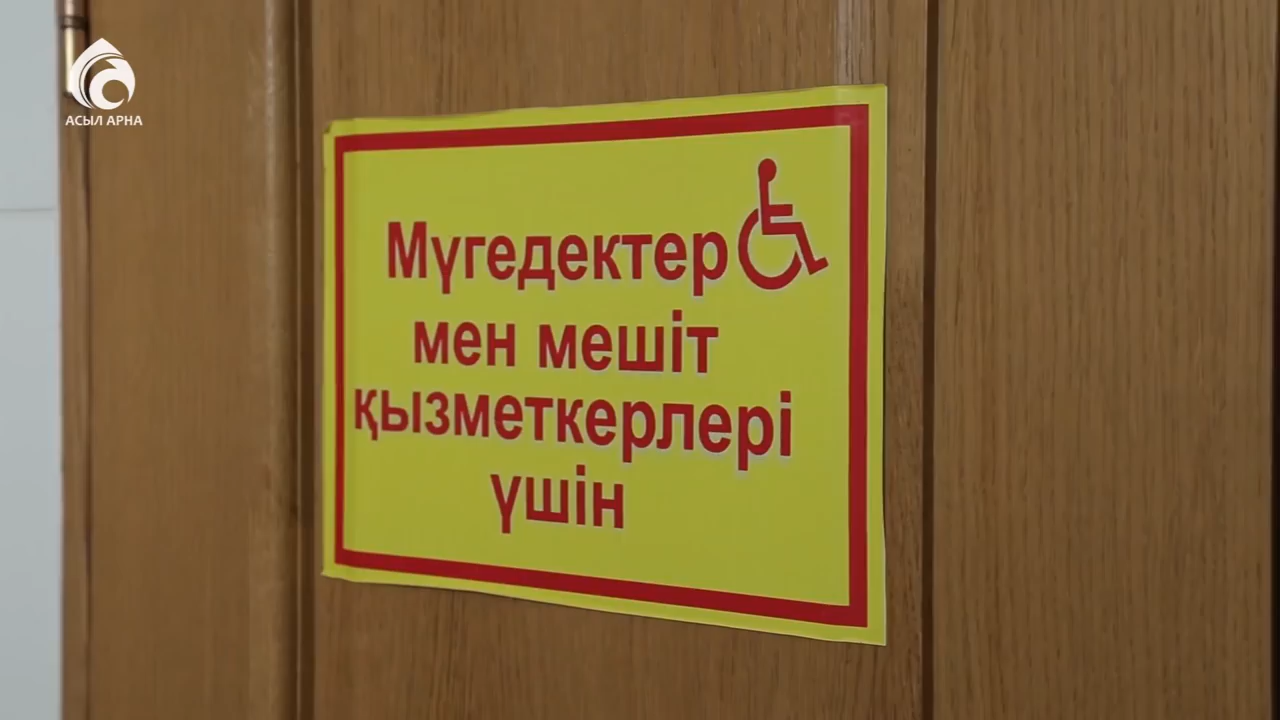 АСЫЛ АРНА
Мүгедектер
мен мешіт
қызметкерлері
үшін